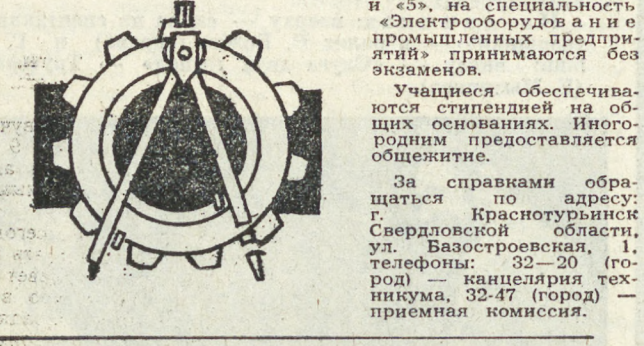 и «5», на специальность
«Электрооборудов а н и е
промышленных предпри-
ятий» принимаются без
экзаменов.
Учащиеся обеспечива-
ются стипендией на об-
щих основаниях. Иного-
родним предоставляется
общежитие.
За справками обра-
щаться по адресу:
г. Краснотурьинск
Свердловской области,
ул. Базостроевская, 1,
телефоны: 32—20 (го-
род) — канцелярия тех-
никума, 32-47 (город) —
приемная комиссия.